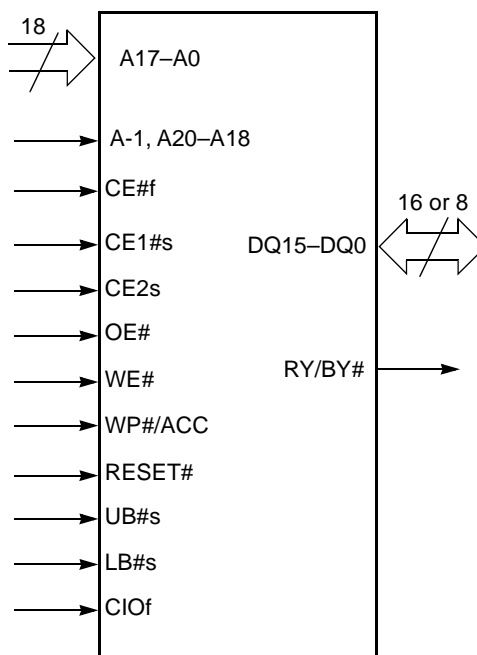 18
A17–A0
A-1, A20–A18
CE#f
16 or 8
CE1#s
DQ15–DQ0
CE2s
OE#
RY/BY#
WE#
WP#/ACC
RESET#
UB#s
LB#s
CIOf